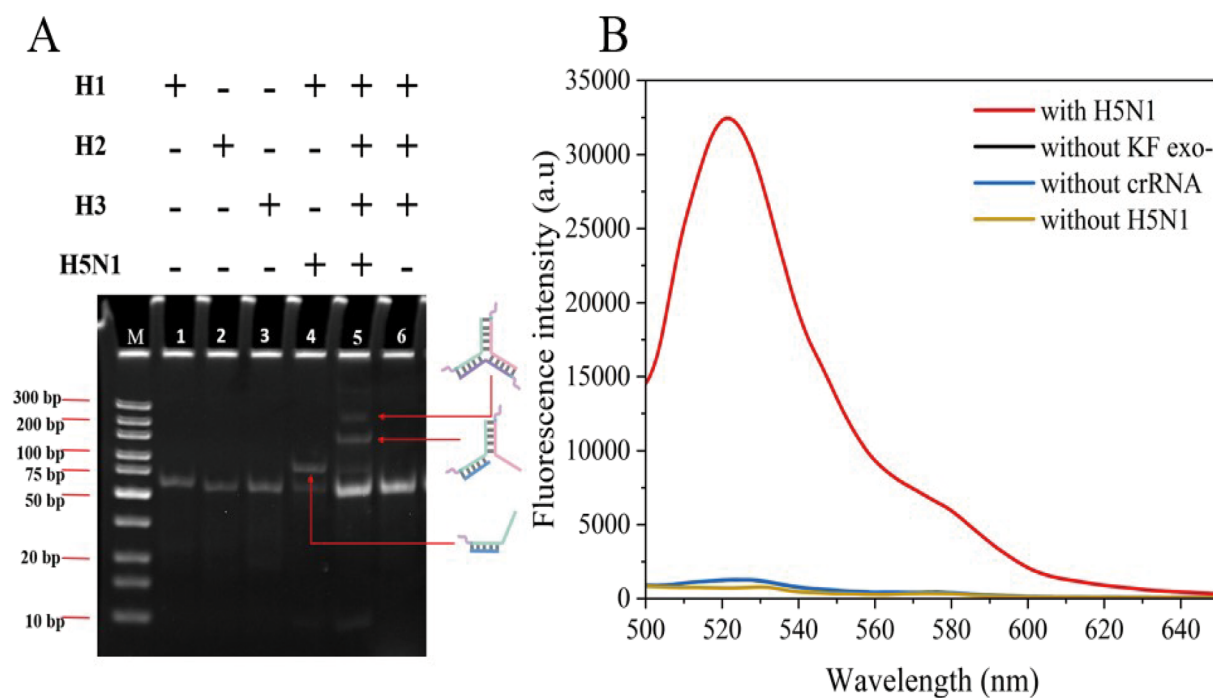 A
H1 + - - + + +
H2 - + - - + +
H3 - - + - + +
H5N1 - - - + + -
M 1 2 3 4 5 6
300 bp
200 bp
100 bp
75 bp
50 bp
20 bp
10 bp
B
Fluorescence intensity (a.u)
35000
30000
25000
20000
15000
10000
5000
0
with H5N1
without KF exo-
without crRNA
without H5N1
500 520 540 560 580 600 620 640
Wavelength (nm)